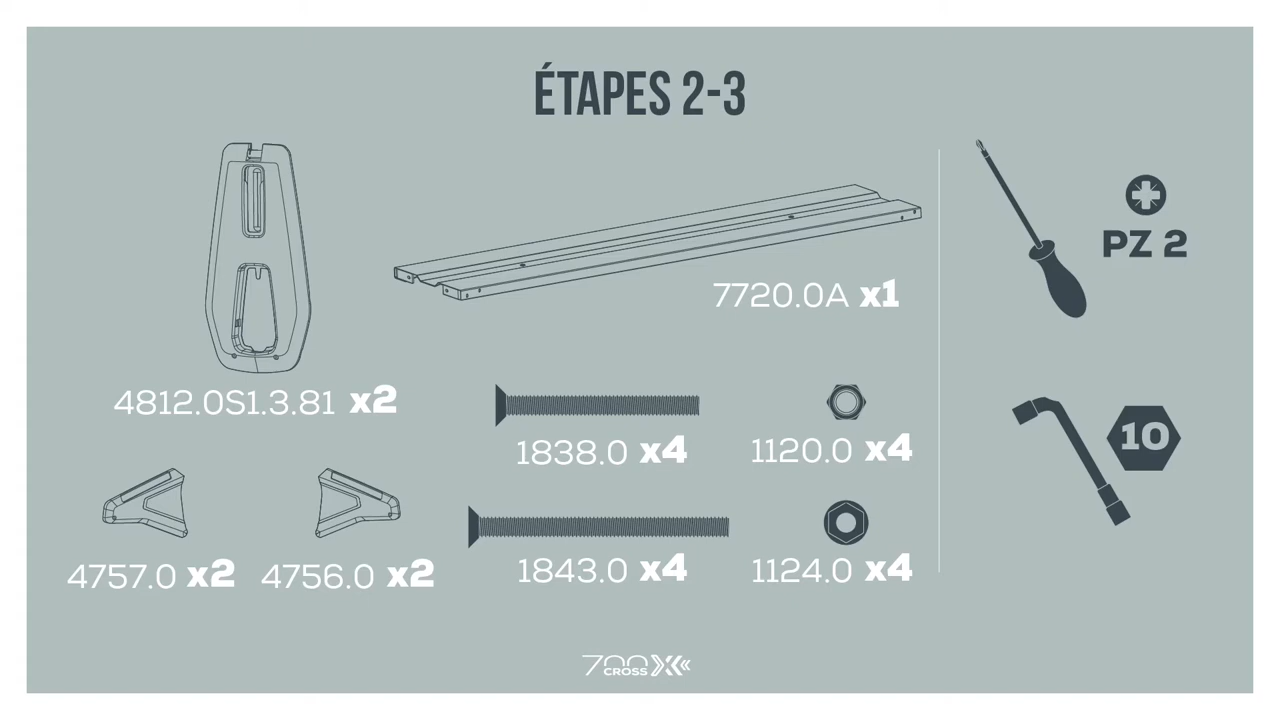 ÉTAPES 2-3
PZ 2
7720.0A x1
4812.0S1.3.81 x2
1838.0 x4
1120.0 x4
10
4757.0 x2
4756.0 x2
1843.0 x4
1124.0 x4
700
CROSS X